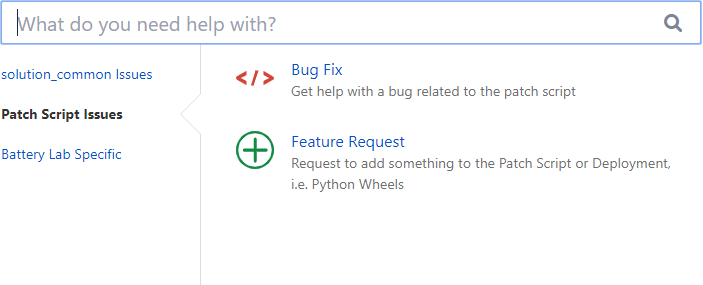 What do you need help with?
solution_common Issues
Patch Script Issues
Battery Lab Specific
</>
Bug Fix
Get help with a bug related to the patch script
Feature Request
Request to add something to the Patch Script or Deployment,
i.e. Python Wheels